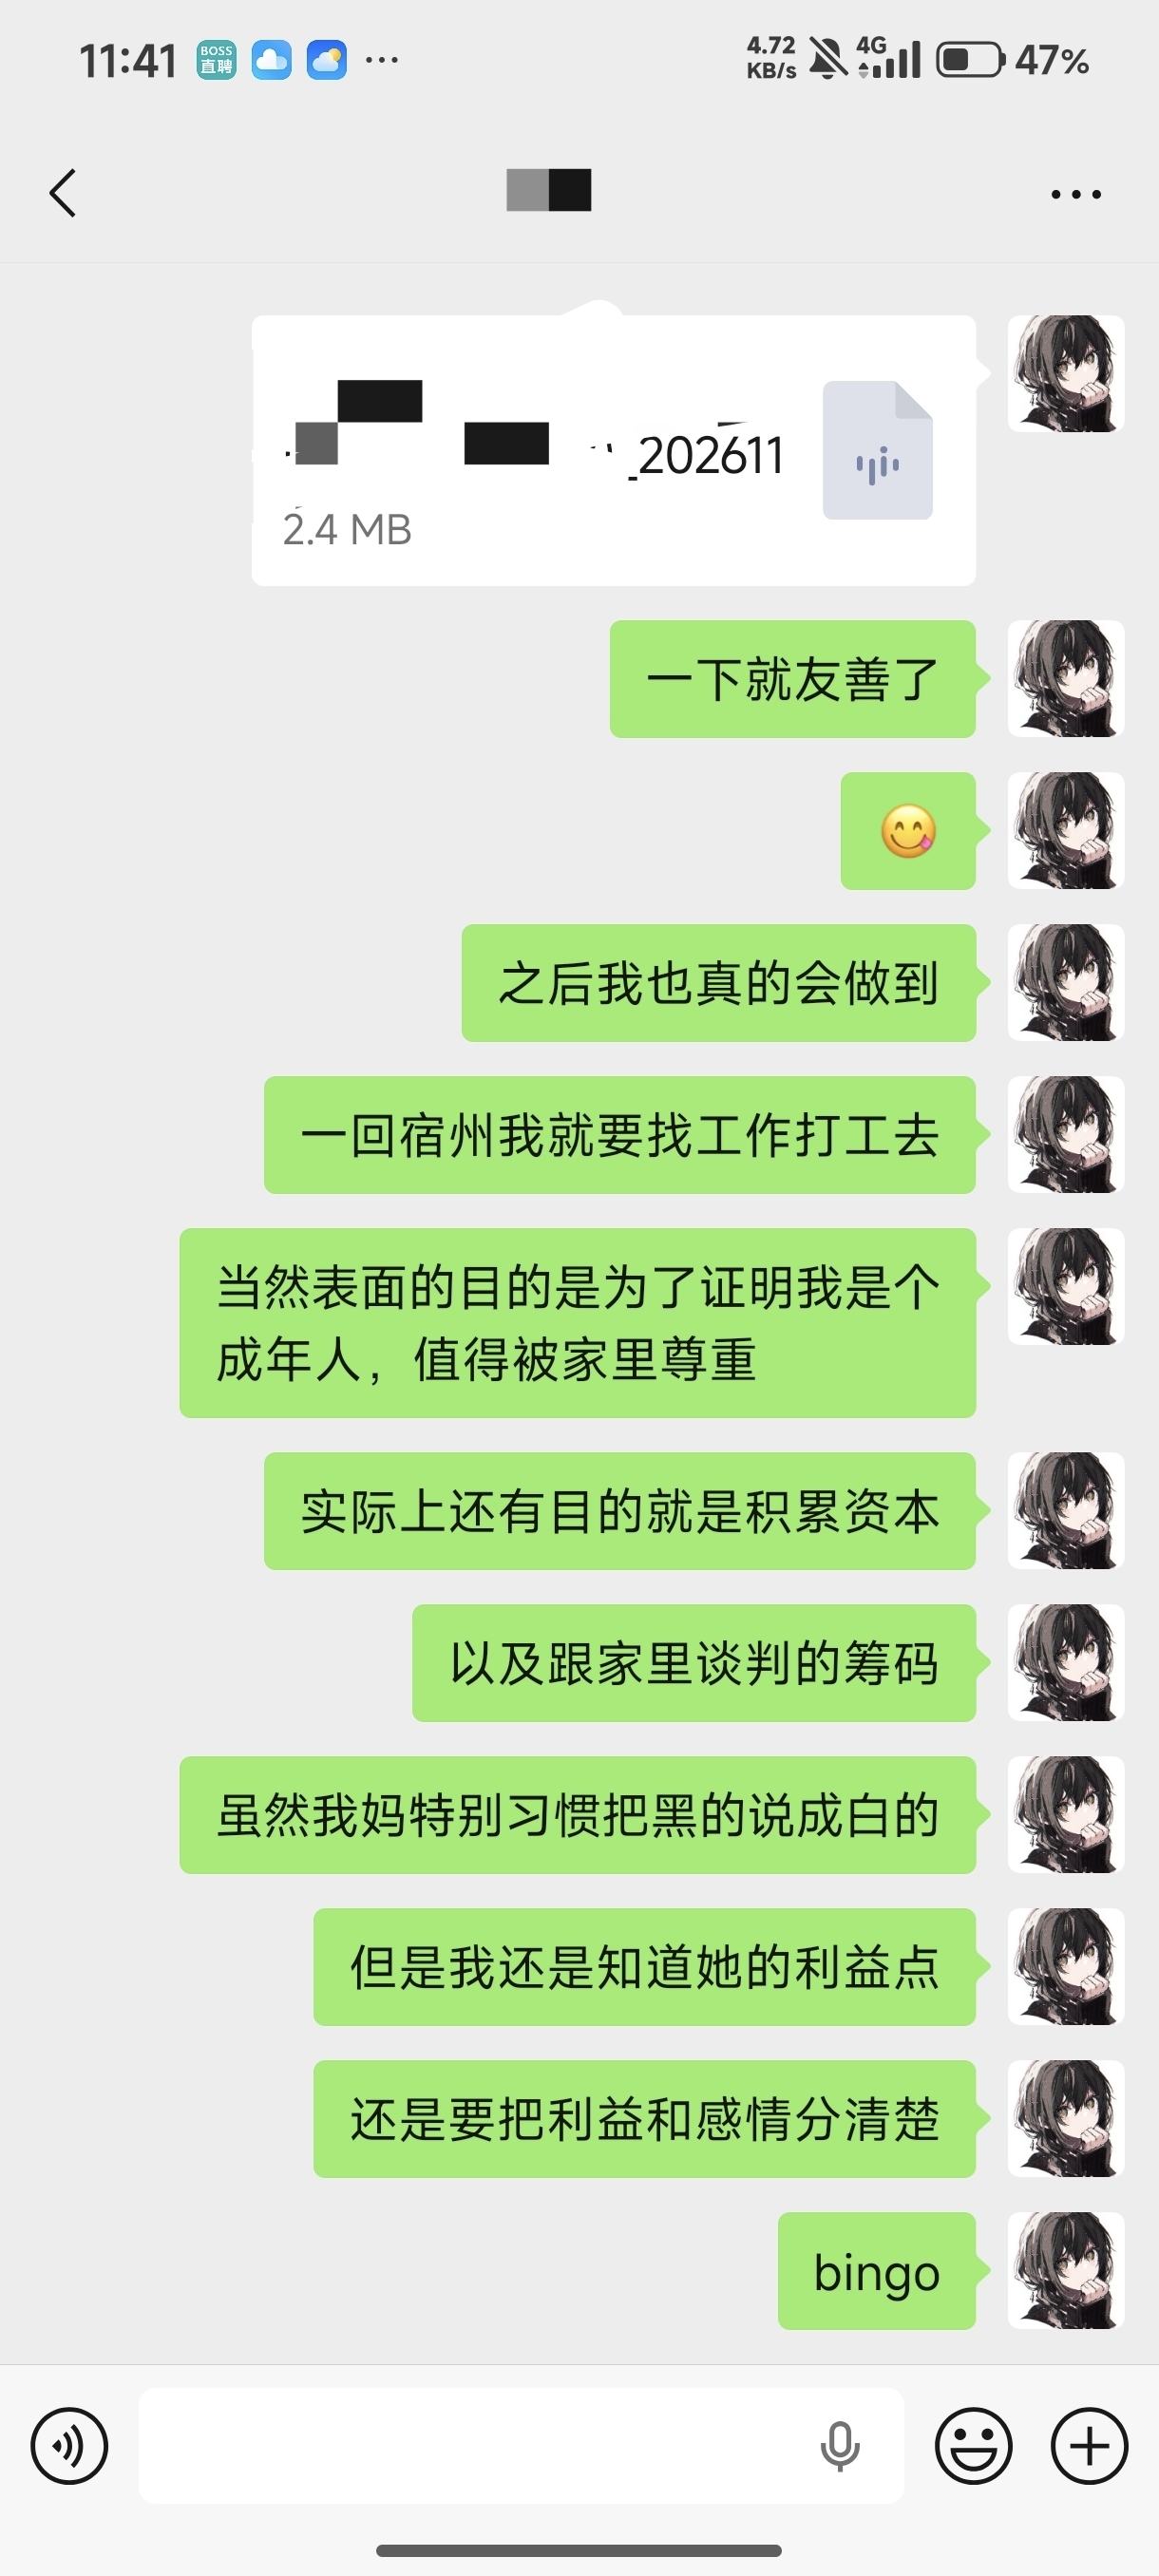 11:41
BOSS
直聘
4.72
KB/s
4G
47%
_202611
2.4 MB
一下就友善了
之后我也真的会做到
一回宿州我就要找工作打工去
当然表面的目的是为了证明我是个
成年人，值得被家里尊重
实际上还有目的就是积累资本
以及跟家里谈判的筹码
虽然我妈特别习惯把黑的说成白的
但是我还是知道她的利益点
还是要把利益和感情分清楚
bingo